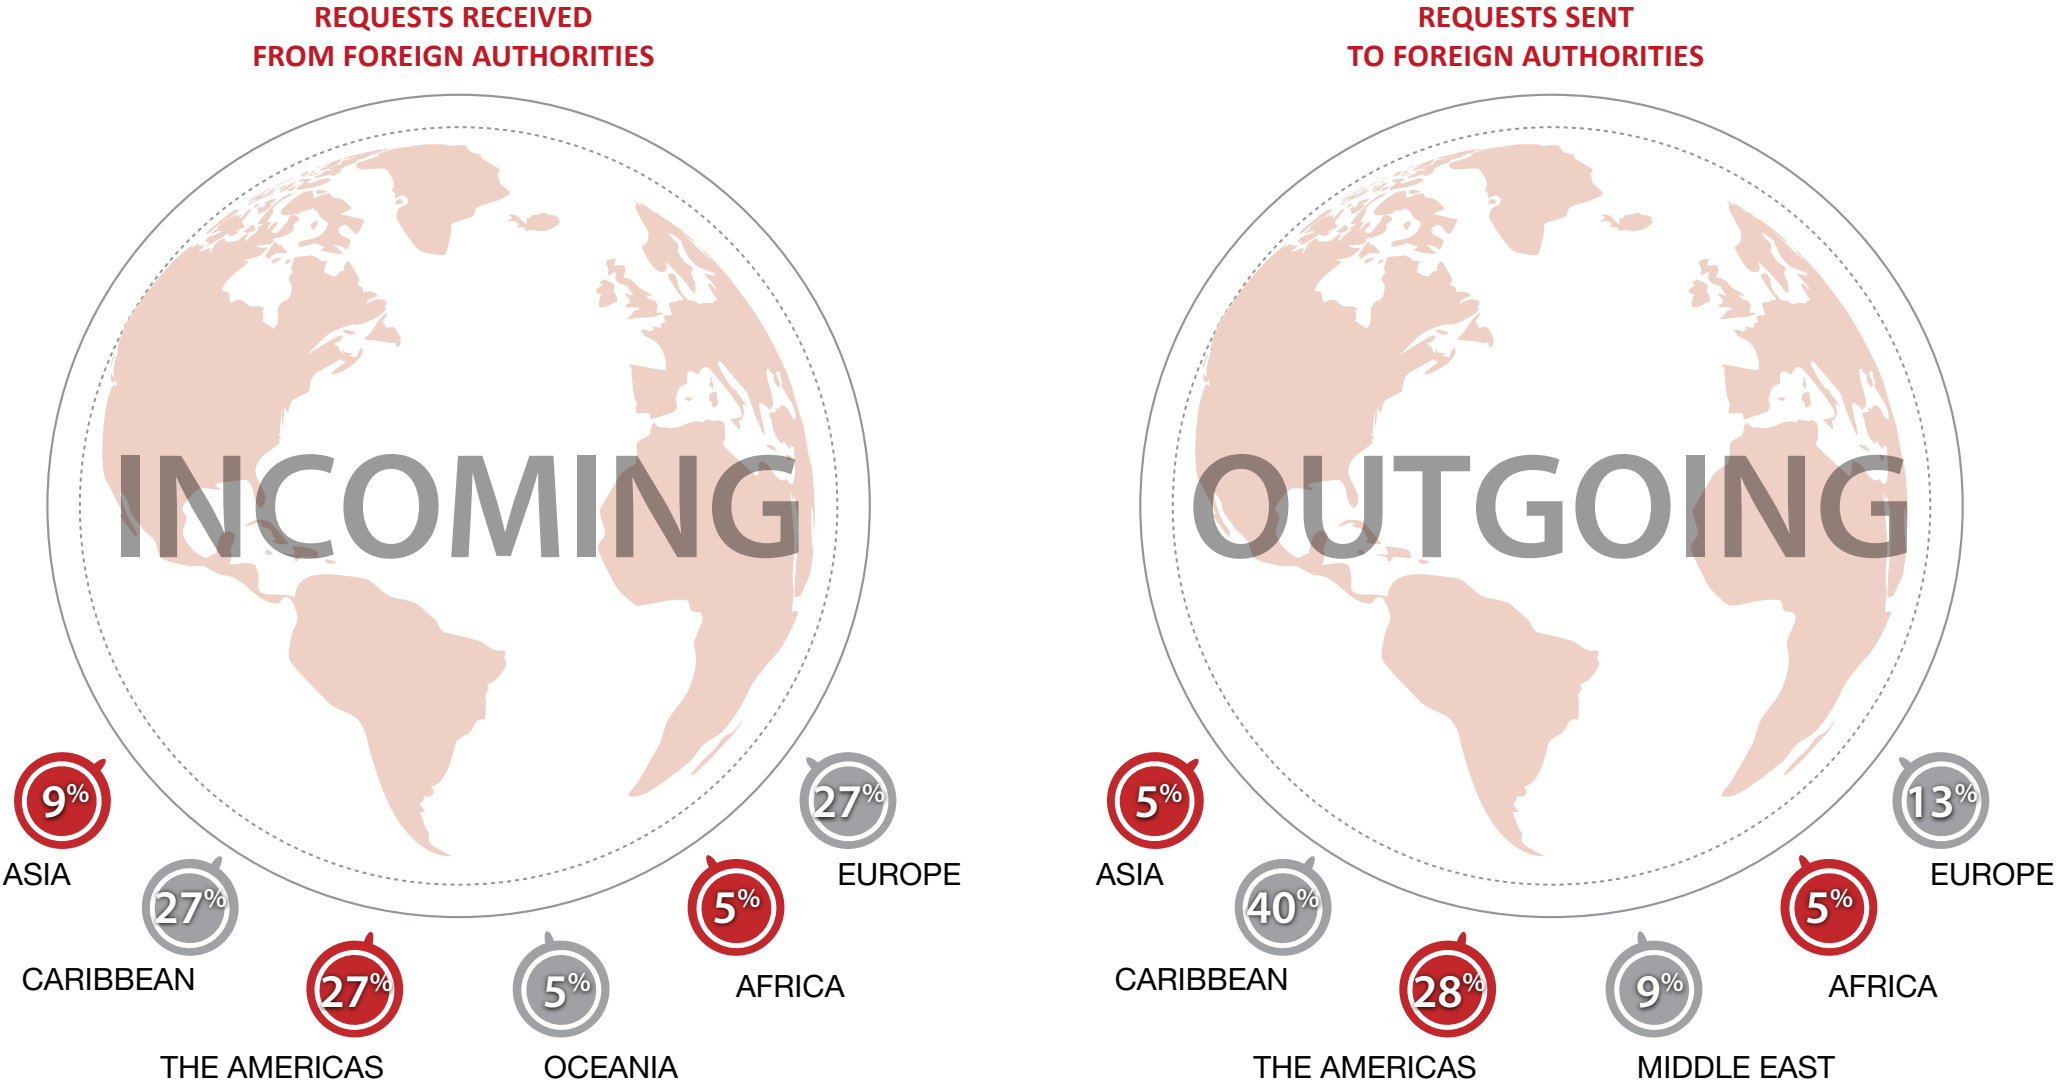 REQUESTS RECEIVED
FROM FOREIGN AUTHORITIES
INCOMING
9%
ASIA
27%
CARIBBEAN
27%
THE AMERICAS
5%
OCEANIA
5%
AFRICA
27%
EUROPE
REQUESTS SENT
TO FOREIGN AUTHORITIES
OUTGOING
5%
ASIA
40%
CARIBBEAN
28%
THE AMERICAS
9%
MIDDLE EAST
5%
AFRICA
13%
EUROPE